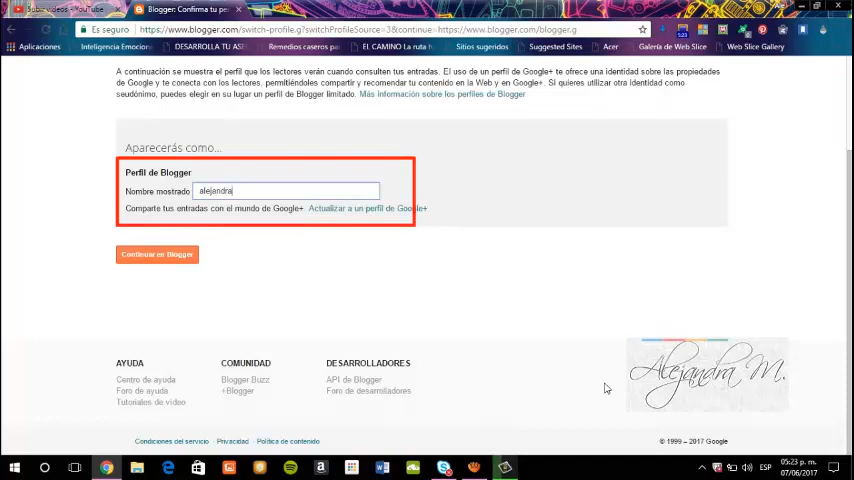 Subir videos - YouTube
Blogger: Confirma tu pe
Es seguro
https://www.blogger.com/switch-profile.g?switchProfileSource=3&continue=https://www.blogger.com/blogger.g
Aplicaciones
Inteligencia Emociona
DESARROLLA TU ASE
Remedios caseros par
EL CAMINO La ruta h
Sitios sugeridos
Suggested Sites
Acer
Galería de Web Slice
Web Slice Gallery
A continuación se muestra el perfil que los lectores verán cuando consulten tus entradas. El uso de un perfil de Google+ te ofrece una identidad sobre las propiedades
de Google y te conecta con los lectores, permitiéndoles compartir y recomendar tu contenido en la Web y en Google+. Si quieres utilizar otra identidad como
seudónimo, puedes elegir en su lugar un perfil de Blogger limitado. Más información sobre los perfiles de Blogger
Aparecerás como...
Perfil de Blogger
Nombre mostrado alejandra
Comparte tus entradas con el mundo de Google+. Actualizar a un perfil de Google+
Continuar en Blogger
AYUDA
Centro de ayuda
Foro de ayuda
Tutoriales de vídeo
COMUNIDAD
Blogger Buzz
+Blogger
DESARROLLADORES
API de Blogger
Foro de desarrolladores
Alejandra M.
Condiciones del servicio
Privacidad
Política de contenido
© 1999 – 2017 Google
ESP
05:23 p. m.
07/06/2017